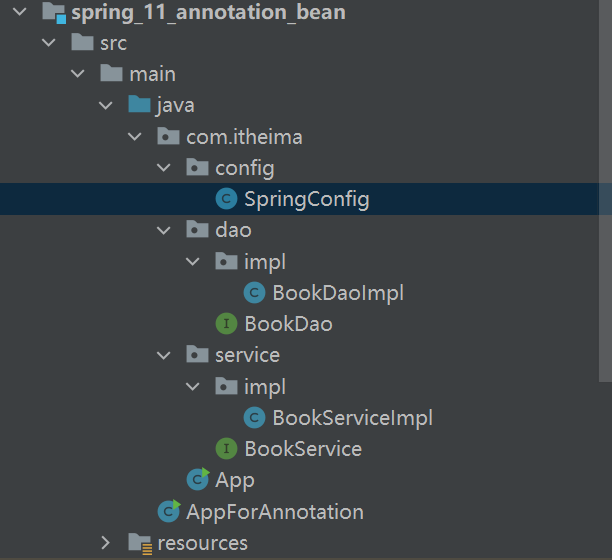 spring_11_annotation_bean
src
main
java
com.itheima
config
SpringConfig
dao
impl
BookDaoImpl
BookDao
service
impl
BookServiceImpl
BookService
App
AppForAnnotation
resources